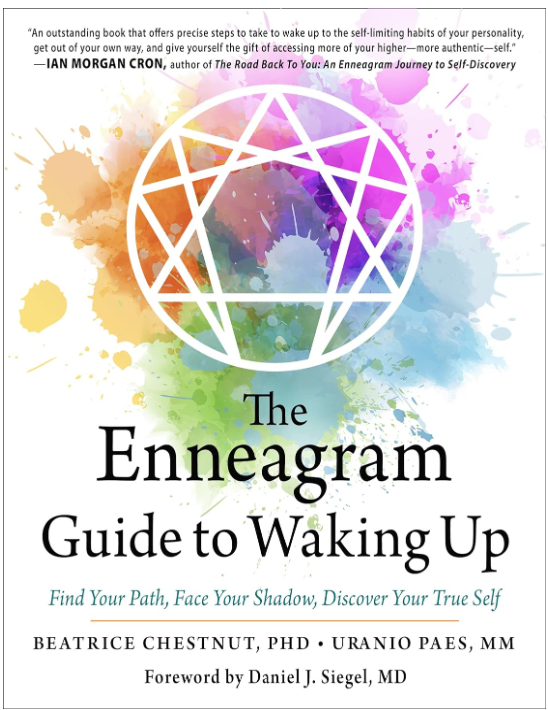 “An outstanding book that offers precise steps to take to wake up to the self-limiting habits of your personality,
get out of your own way, and give yourself the gift of accessing more of your higher—more authentic—self.”
—IAN MORGAN CRON, author of The Road Back To You: An Enneagram Journey to Self-Discovery
The
Enneagram
Guide to Waking Up
Find Your Path, Face Your Shadow, Discover Your True Self
BEATRICE CHESTNUT, PHD • URANIO PAES, MM
Foreword by Daniel J. Siegel, MD